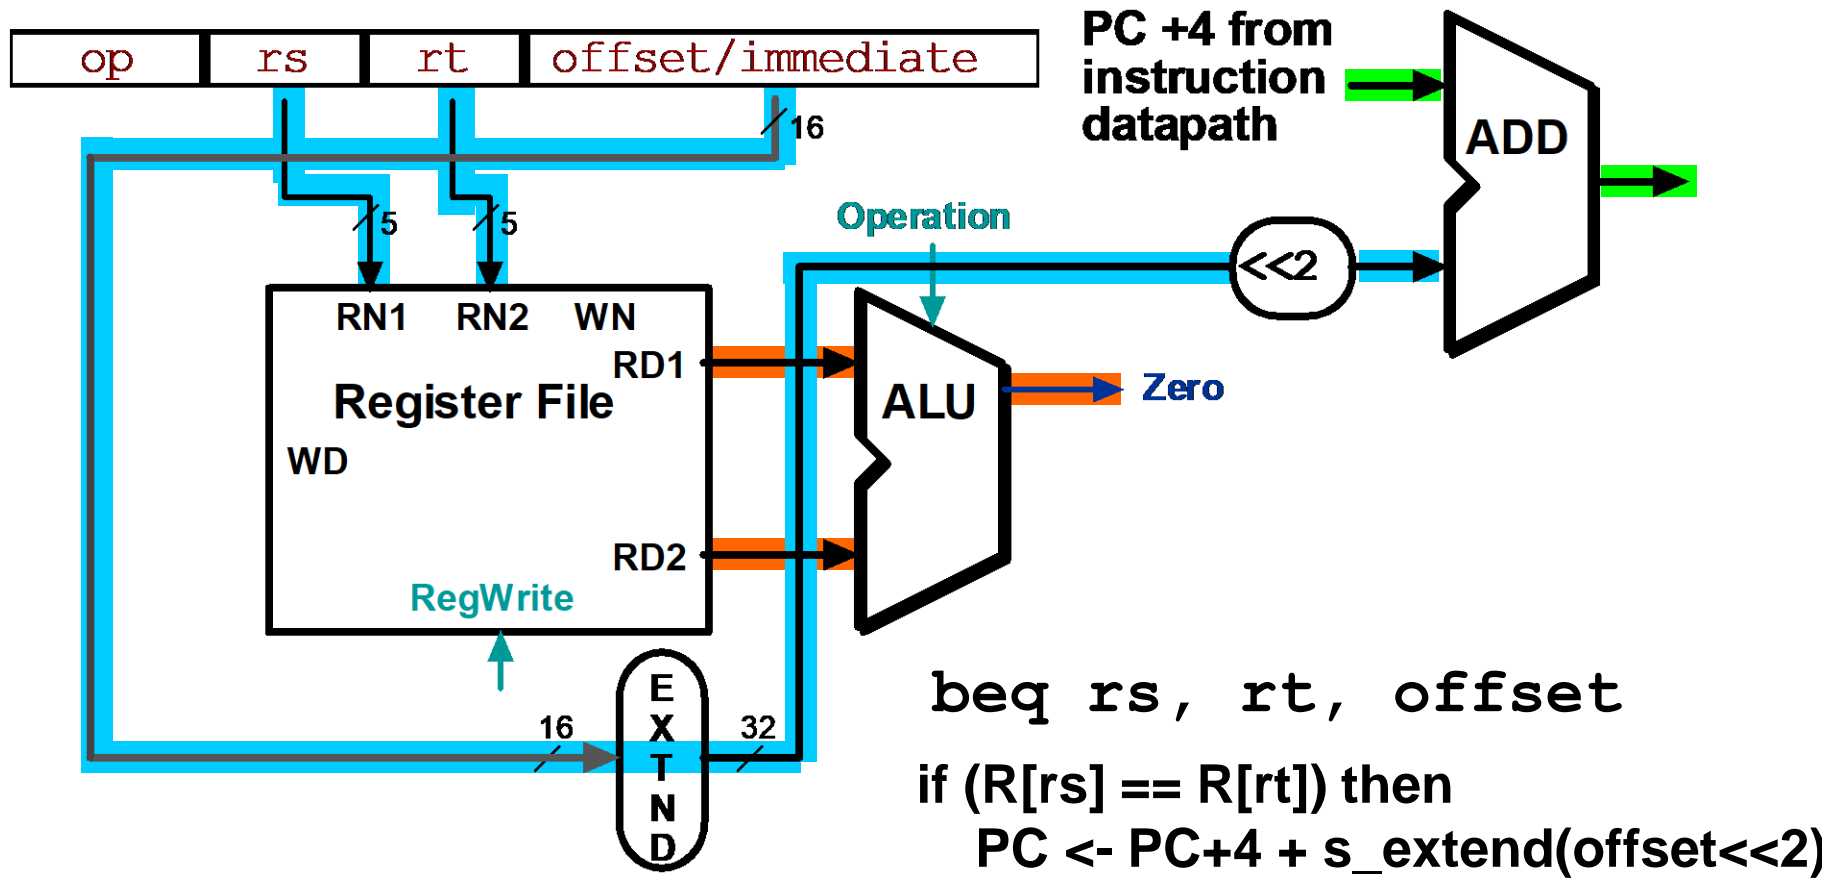 op rs rt offset/immediate
PC +4 from
instruction
datapath
ADD
16
5 5
Operation
<<2
RN1 RN2 WN
RD1
Register File
ALU
Zero
WD
RD2
RegWrite
EXTND
16 32
beq rs, rt, offset
if (R[rs] == R[rt]) then
PC <- PC+4 + s_extend(offset<<2)